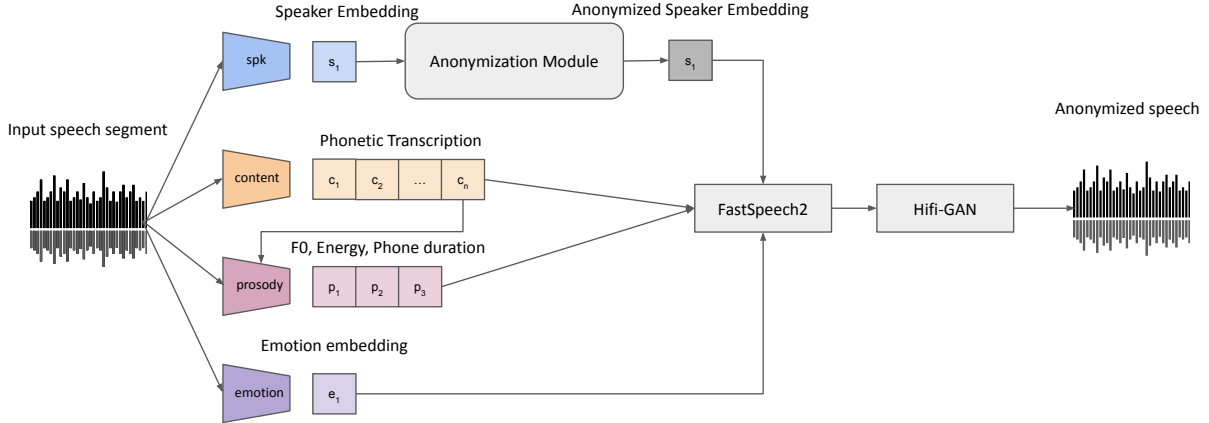 Speaker Embedding
Anonymized Speaker Embedding
spk
s1
Anonymization Module
s1
Input speech segment
Anonymized speech
Phonetic Transcription
content
c1
c2
...
cn
FastSpeech2
Hifi-GAN
F0, Energy, Phone duration
prosody
p1
p2
p3
Emotion embedding
emotion
e1